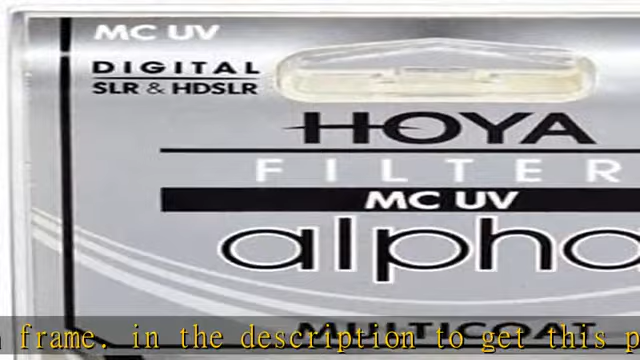 MC UV
DIGITAL
SLR & HDSLR
HOYA
FILTER
MC UV
alpha
MULTICOAT
frame. in the description to get this